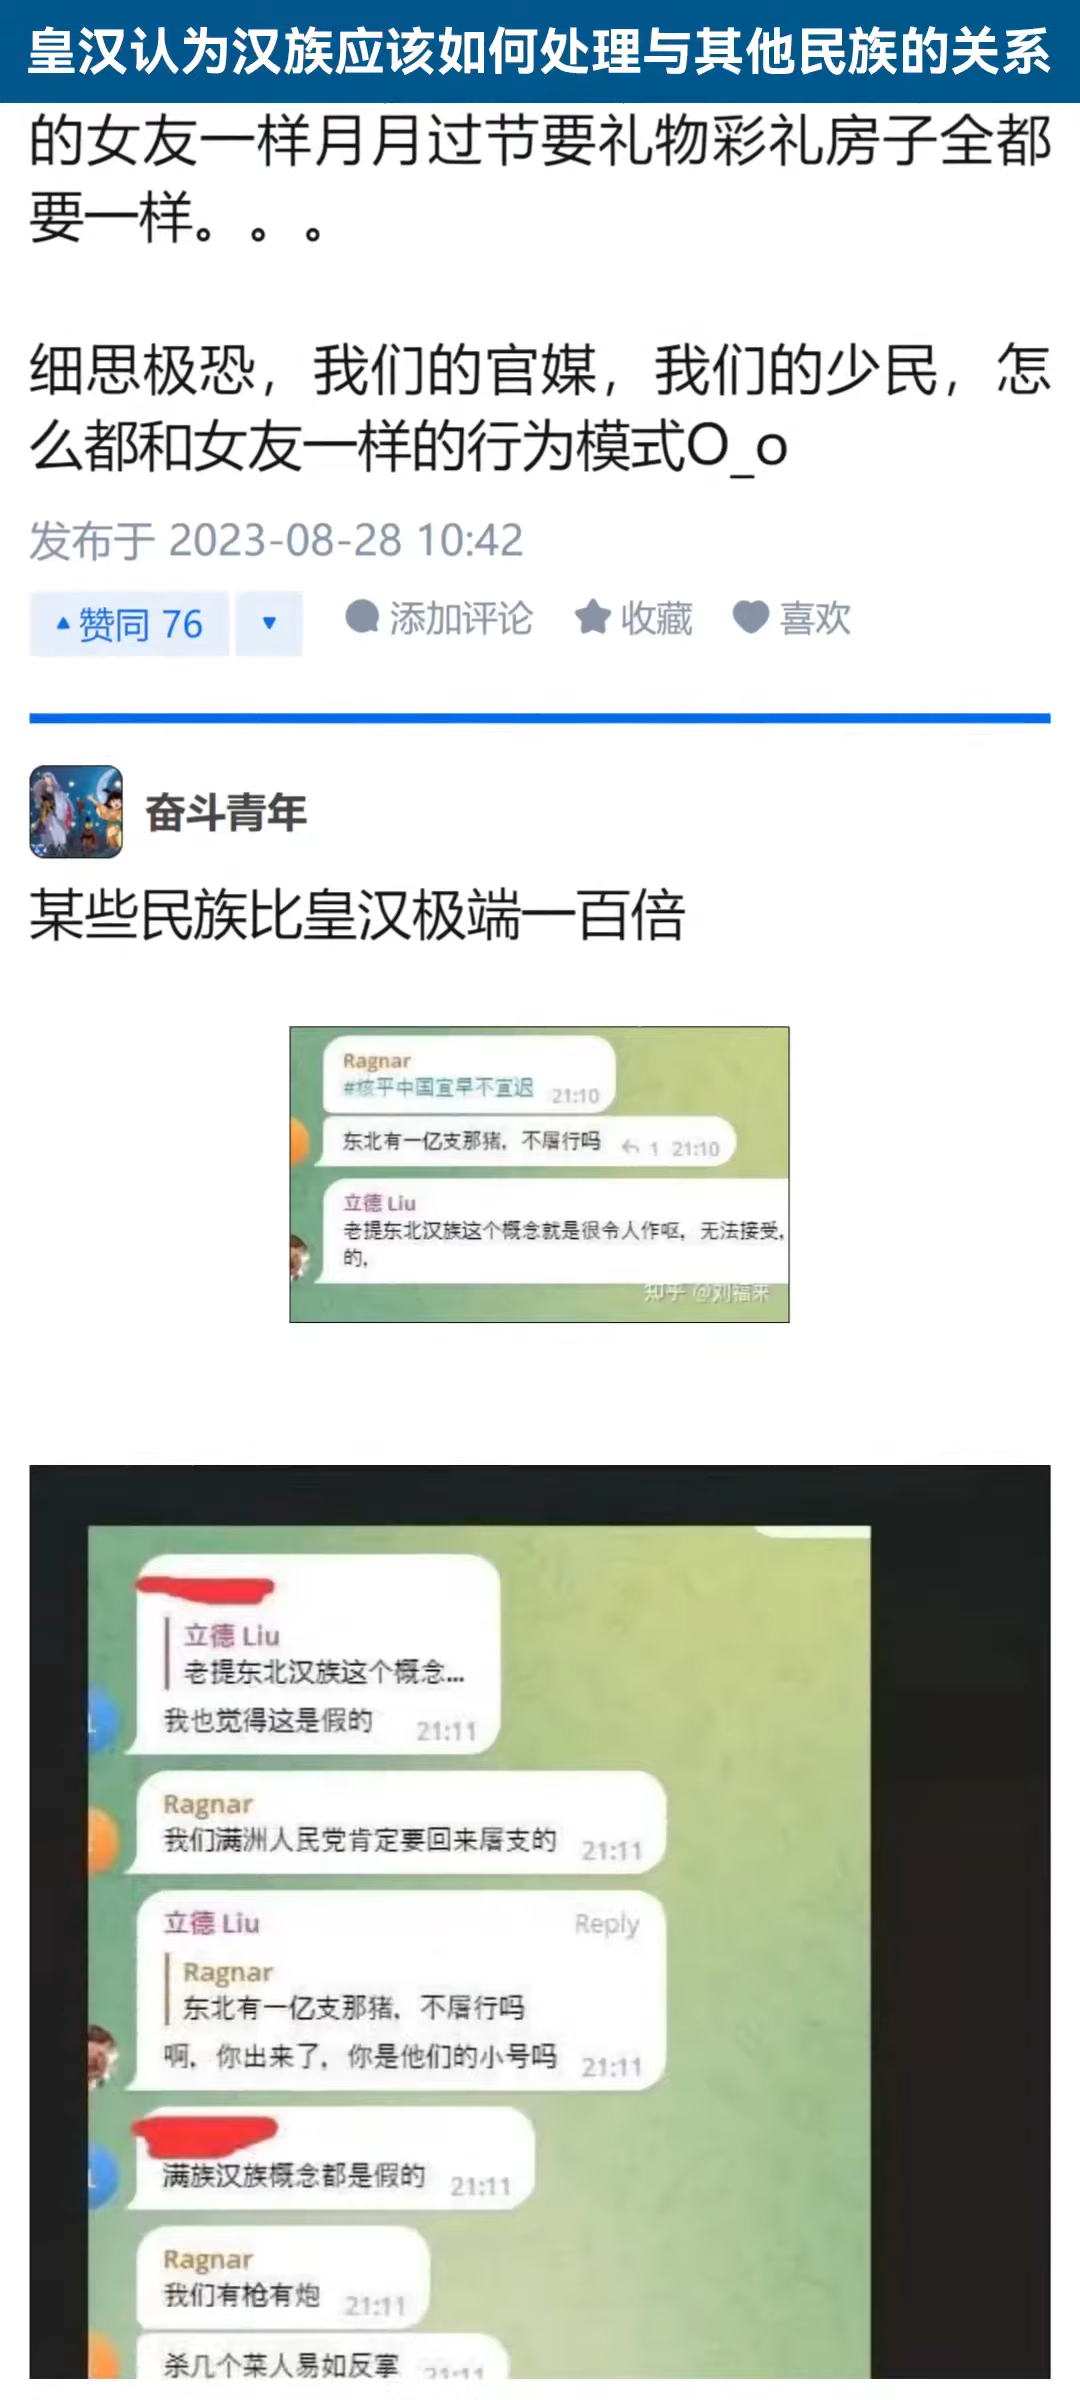 皇汉认为汉族应该如何处理与其他民族的关系
的女友一样月月过节要礼物彩礼房子全都
要一样。。。
细思极恐，我们的官媒，我们的少民，怎
么都和女友一样的行为模式O_o
发布于 2023-08-28 10:42
赞同 76
添加评论
收藏
喜欢
奋斗青年
某些民族比皇汉极端一百倍
Ragnar
#核平中国宜早不宜迟 21:10
东北有一亿支那猪，不屠行吗 1 21:10
立德 Liu
老提东北汉族这个概念就是很令人作呕，无法接受，
的，
知乎 @刘福来
立德 Liu
老提东北汉族这个概念...
我也觉得这是假的 21:11
Ragnar
我们满洲人民党肯定要回来屠支的 21:11
立德 Liu Reply
Ragnar
东北有一亿支那猪，不屠行吗
啊，你出来了，你是他们的小号吗 21:11
满族汉族概念都是假的 21:11
Ragnar
我们有枪有炮 21:11
杀几个菜人易如反掌 21:11